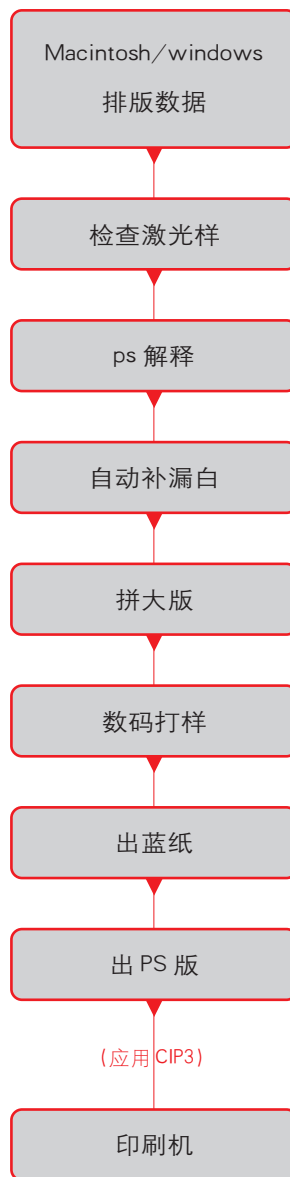 Macintosh/windows
排版数据
检查激光样
ps 解释
自动补漏白
拼大版
数码打样
出蓝纸
出 PS 版
(应用 CIP3)
印刷机